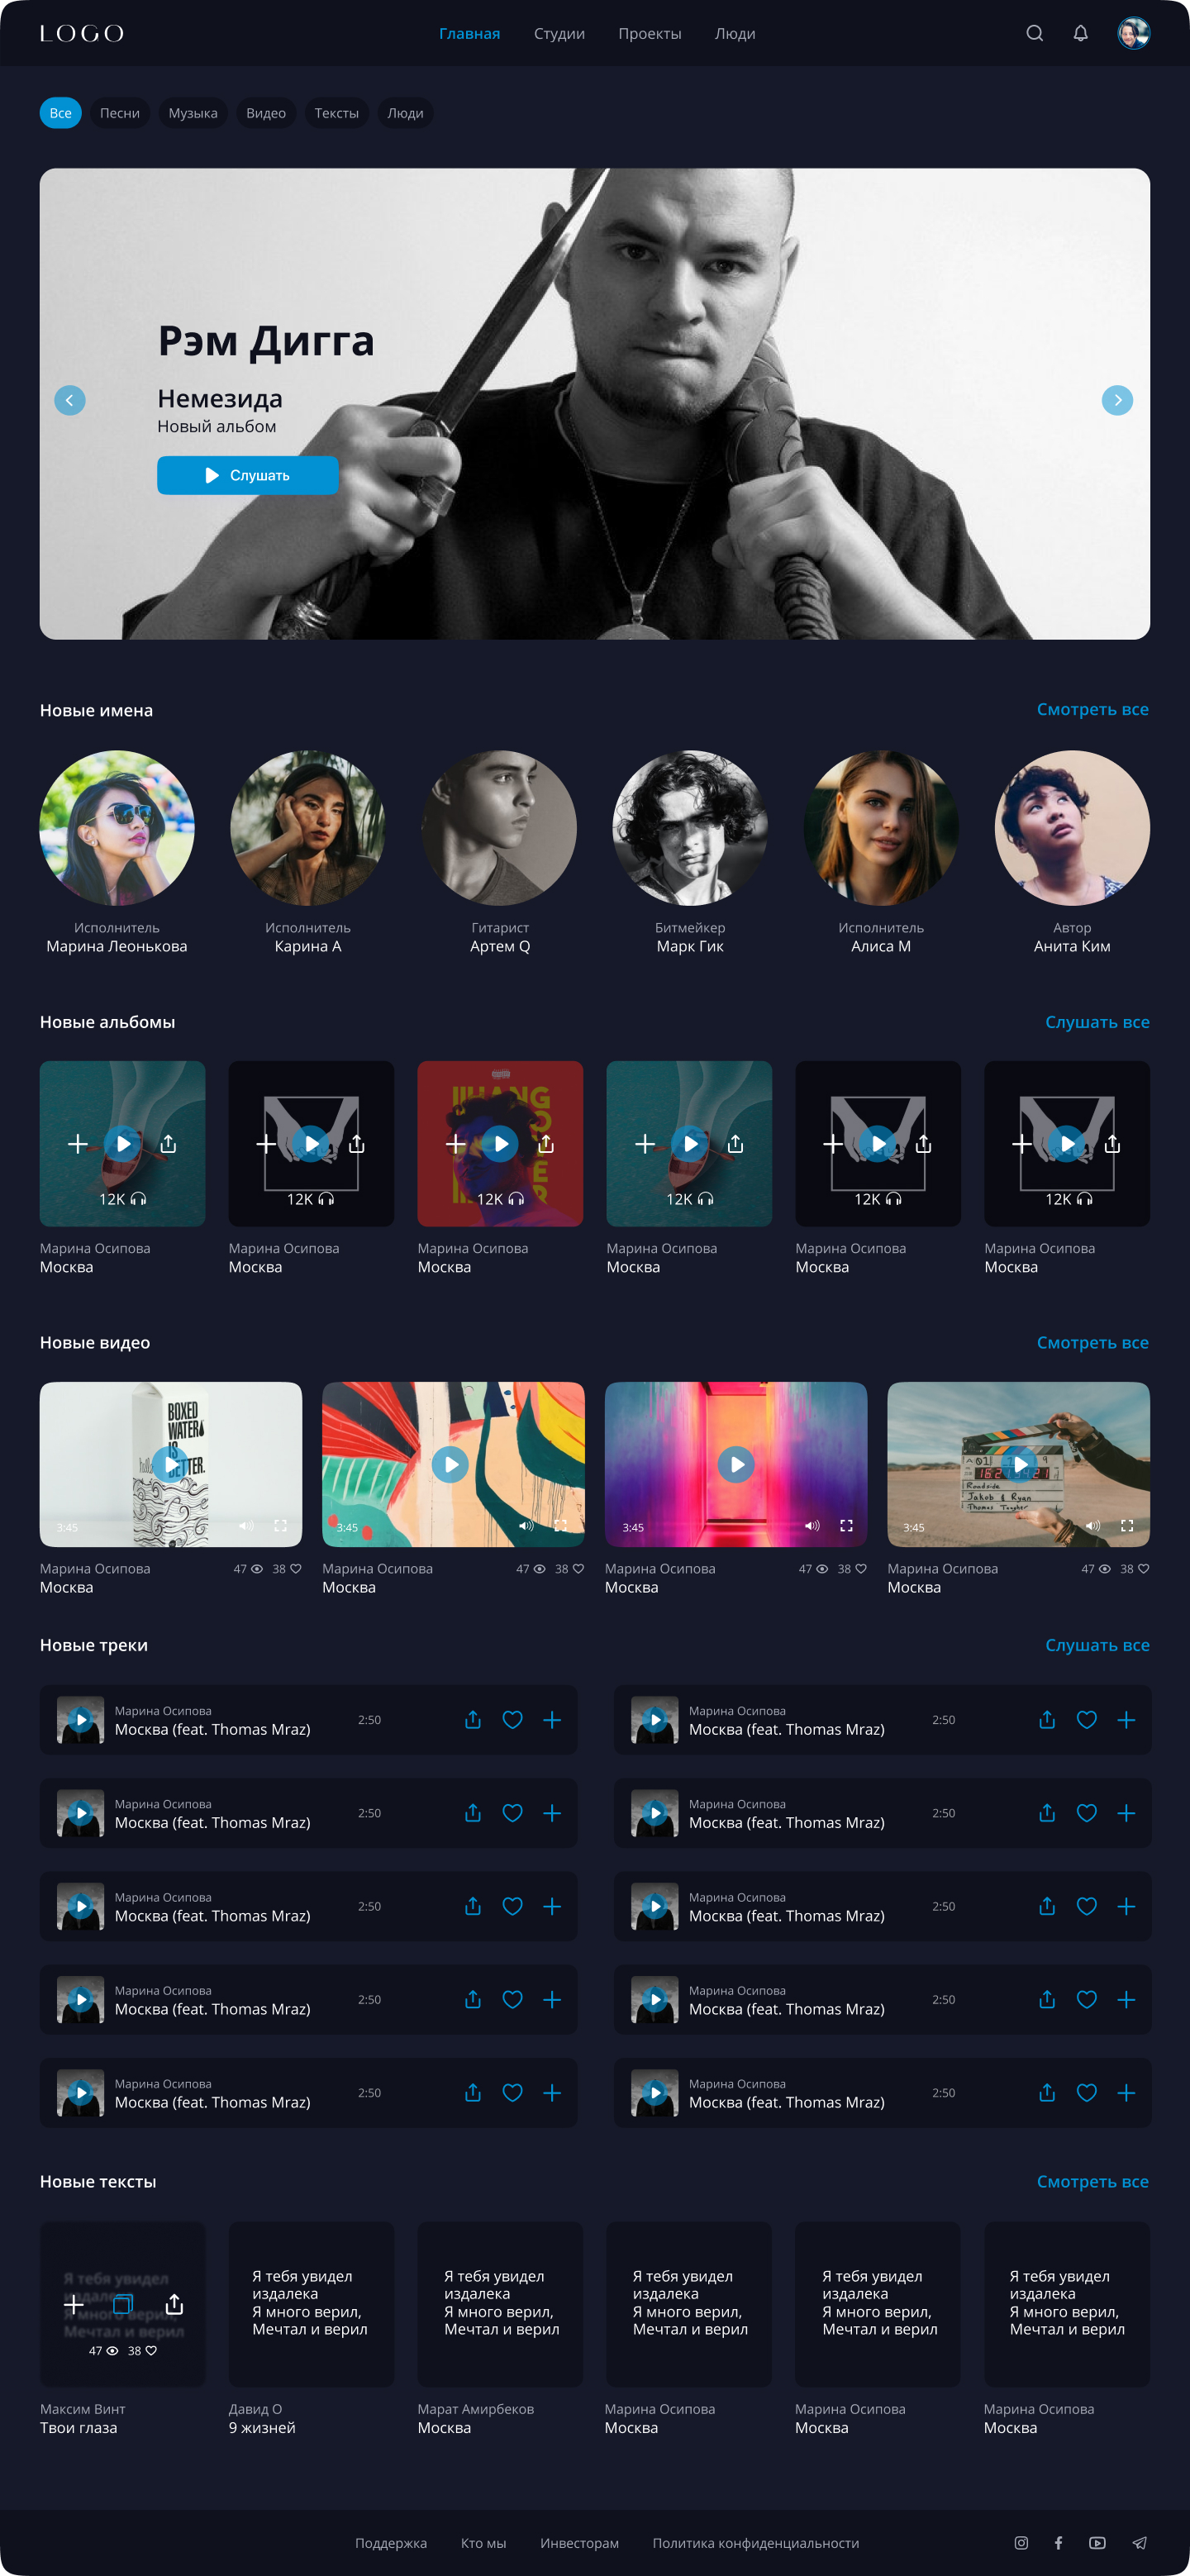 LOGO
Главная Студии Проекты Люди
Все Песни Музыка Видео Тексты Люди
Рэм Дигга
Немезида
Новый альбом
Слушать
Новые имена Смотреть все
Исполнитель Исполнитель Гитарист Битмейкер Исполнитель Автор
Марина Леонькова Карина А Артем Q Марк Гик Алиса М Анита Ким
Новые альбомы Слушать все
12K 12K 12K 12K 12K 12K
Марина Осипова Марина Осипова Марина Осипова Марина Осипова Марина Осипова Марина Осипова
Москва Москва Москва Москва Москва Москва
Новые видео Смотреть все
BOXED
WATER
IS
BETTER.
Roadside
Jakob & Ryan
3:45 3:45 3:45 3:45
Марина Осипова 47 38 Марина Осипова 47 38 Марина Осипова 47 38 Марина Осипова 47 38
Москва Москва Москва Москва
Новые треки Слушать все
Марина Осипова Марина Осипова
Москва (feat. Thomas Mraz) 2:50 Москва (feat. Thomas Mraz) 2:50
Марина Осипова Марина Осипова
Москва (feat. Thomas Mraz) 2:50 Москва (feat. Thomas Mraz) 2:50
Марина Осипова Марина Осипова
Москва (feat. Thomas Mraz) 2:50 Москва (feat. Thomas Mraz) 2:50
Марина Осипова Марина Осипова
Москва (feat. Thomas Mraz) 2:50 Москва (feat. Thomas Mraz) 2:50
Марина Осипова Марина Осипова
Москва (feat. Thomas Mraz) 2:50 Москва (feat. Thomas Mraz) 2:50
Новые тексты Смотреть все
Я тебя увидел Я тебя увидел Я тебя увидел Я тебя увидел Я тебя увидел Я тебя увидел
издалека издалека издалека издалека издалека издалека
Я много верил, Я много верил, Я много верил, Я много верил, Я много верил, Я много верил,
Мечтал и верил Мечтал и верил Мечтал и верил Мечтал и верил Мечтал и верил Мечтал и верил
47 38
Максим Винт Давид О Марат Амирбеков Марина Осипова Марина Осипова Марина Осипова
Твои глаза 9 жизней Москва Москва Москва Москва
Поддержка Кто мы Инвесторам Политика конфиденциальности